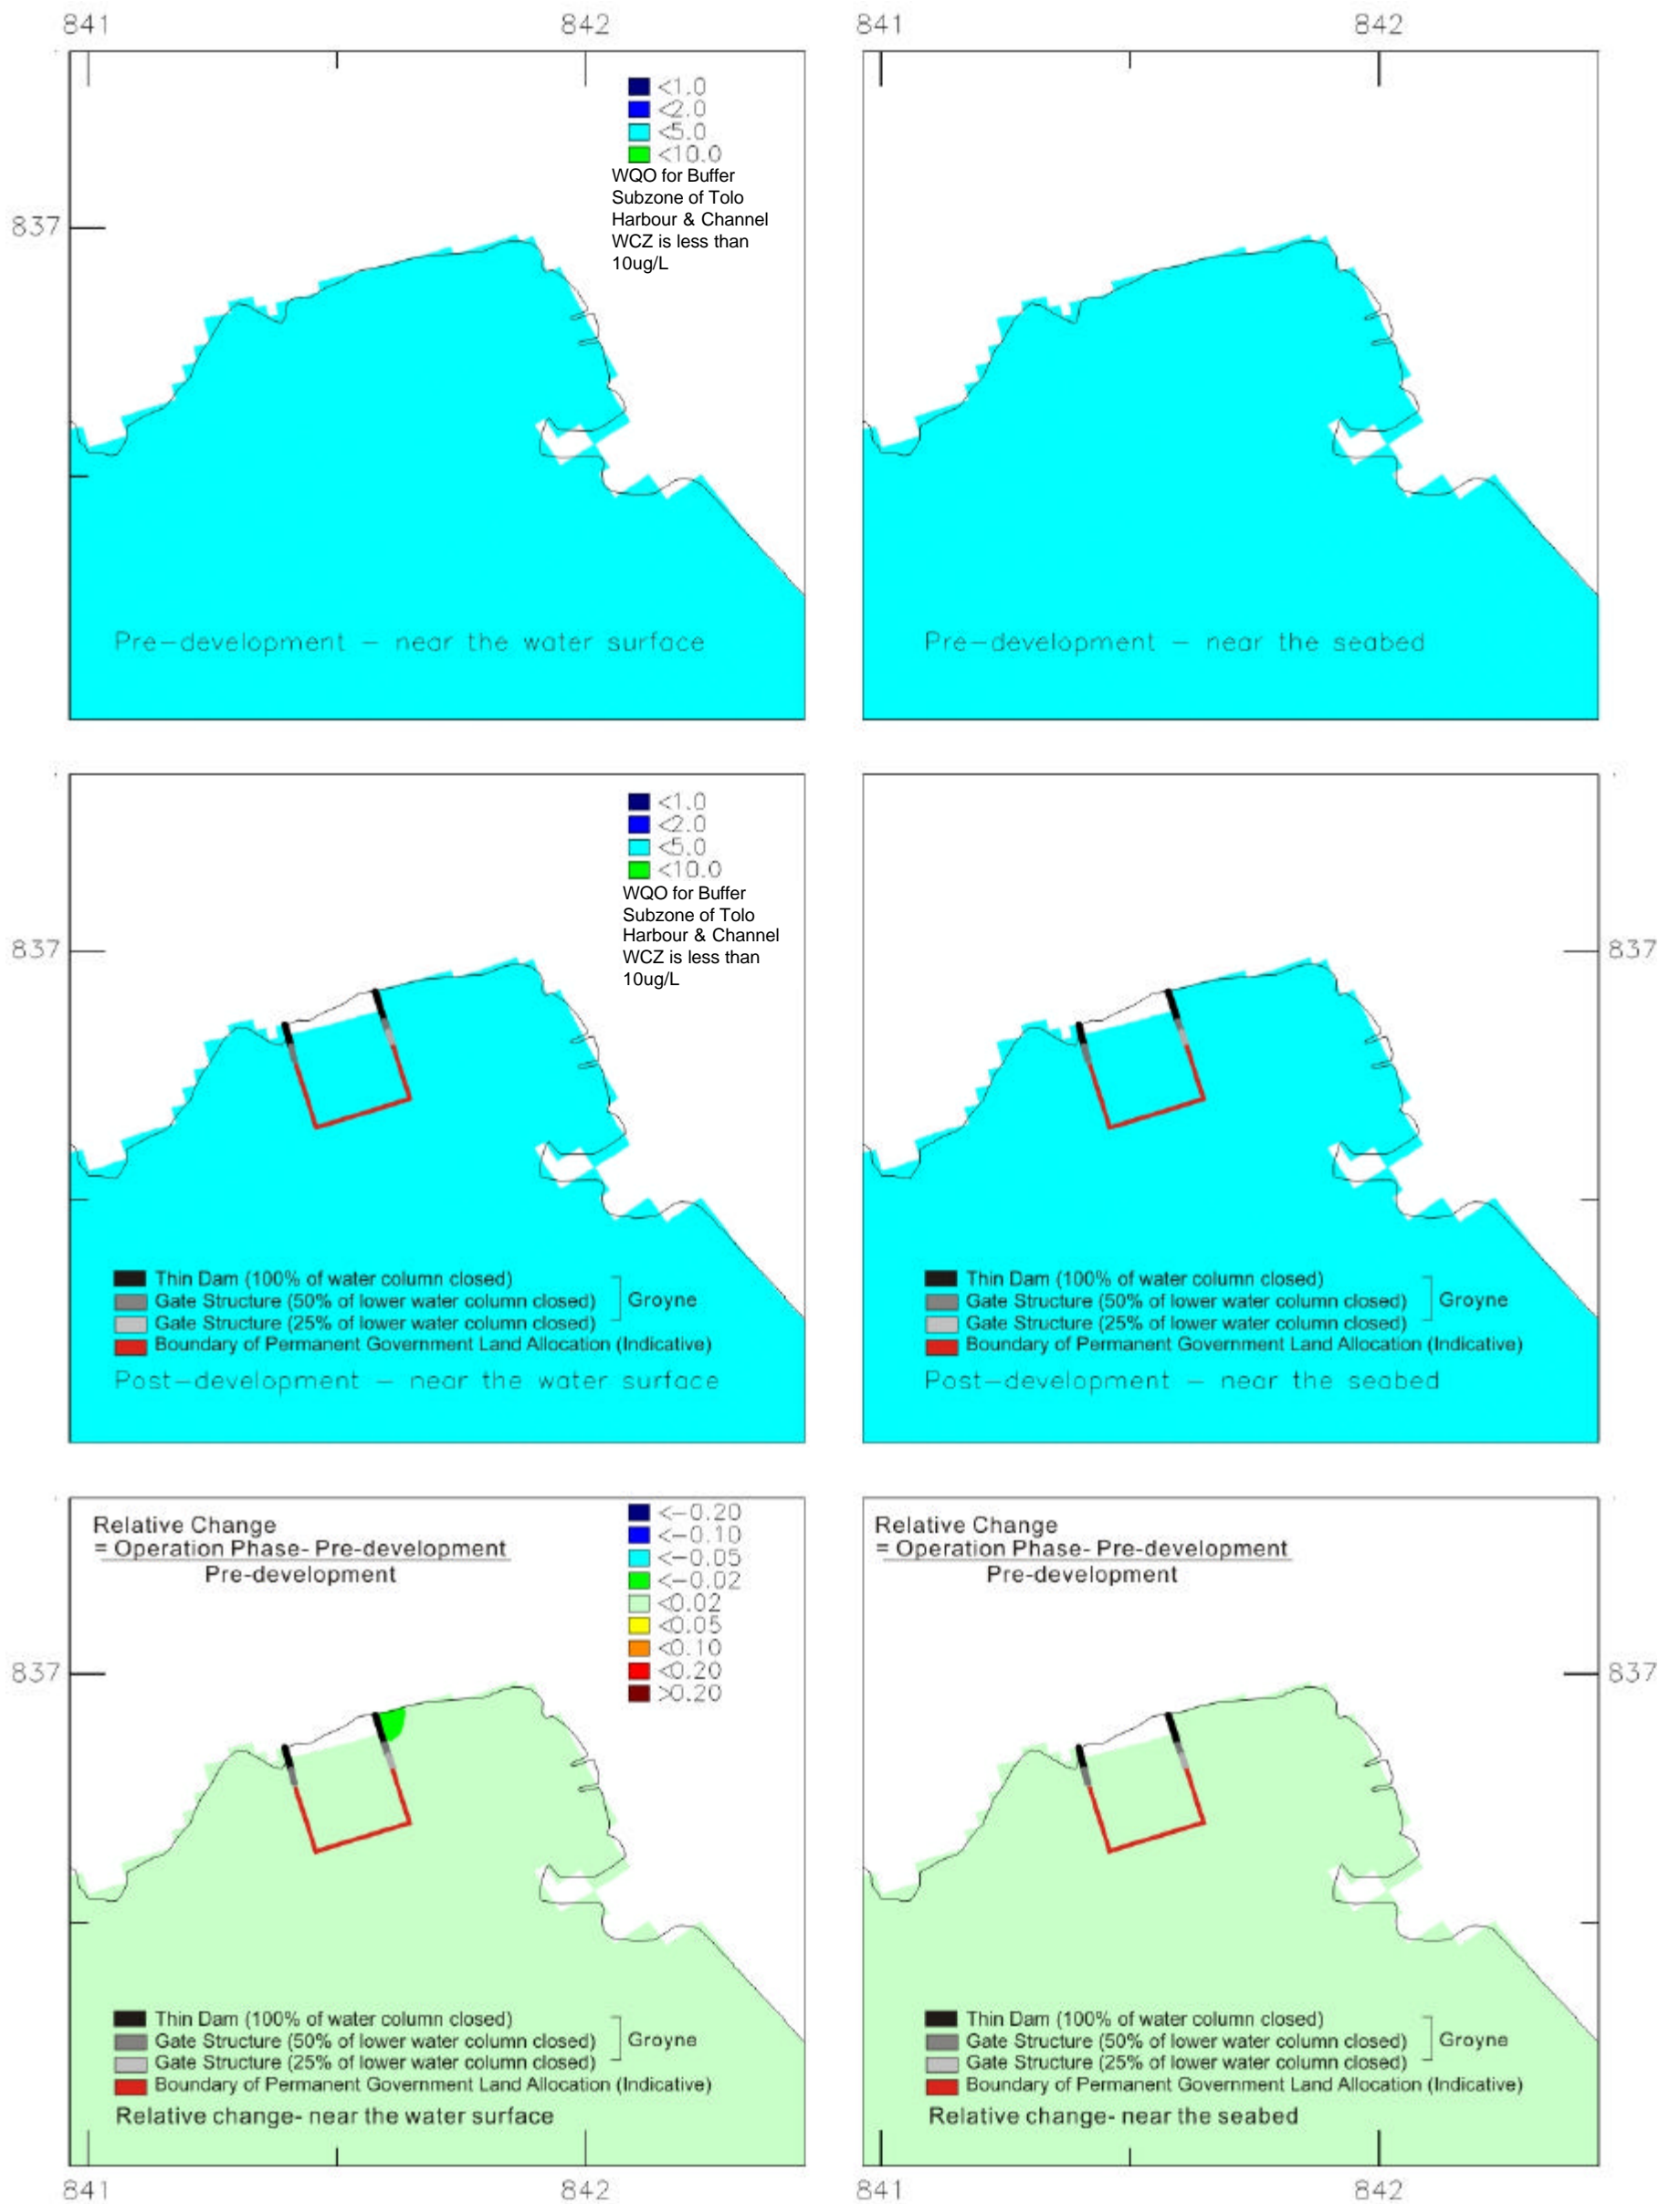 841 842 841 842
<1.0
<2.0
<5.0
<10.0
WQO for Buffer
Subzone of Tolo
Harbour & Channel
WCZ is less than
10ug/L
837
Pre-development - near the water surface
Pre-development - near the seabed
<1.0
<2.0
<5.0
<10.0
WQO for Buffer
Subzone of Tolo
Harbour & Channel
WCZ is less than
10ug/L
837
837
Thin Dam (100% of water column closed)
Gate Structure (50% of lower water column closed)
Groyne
Gate Structure (25% of lower water column closed)
Boundary of Permanent Government Land Allocation (Indicative)
Post-development - near the water surface
Thin Dam (100% of water column closed)
Gate Structure (50% of lower water column closed)
Groyne
Gate Structure (25% of lower water column closed)
Boundary of Permanent Government Land Allocation (Indicative)
Post-development - near the seabed
Relative Change
= Operation Phase- Pre-development
Pre-development
<-0.20
<-0.10
<-0.05
<-0.02
<0.02
<0.05
<0.10
<0.20
>0.20
837
Relative Change
= Operation Phase- Pre-development
Pre-development
837
Thin Dam (100% of water column closed)
Gate Structure (50% of lower water column closed)
Groyne
Gate Structure (25% of lower water column closed)
Boundary of Permanent Government Land Allocation (Indicative)
Relative change- near the water surface
Thin Dam (100% of water column closed)
Gate Structure (50% of lower water column closed)
Groyne
Gate Structure (25% of lower water column closed)
Boundary of Permanent Government Land Allocation (Indicative)
Relative change- near the seabed
841 842 841 842